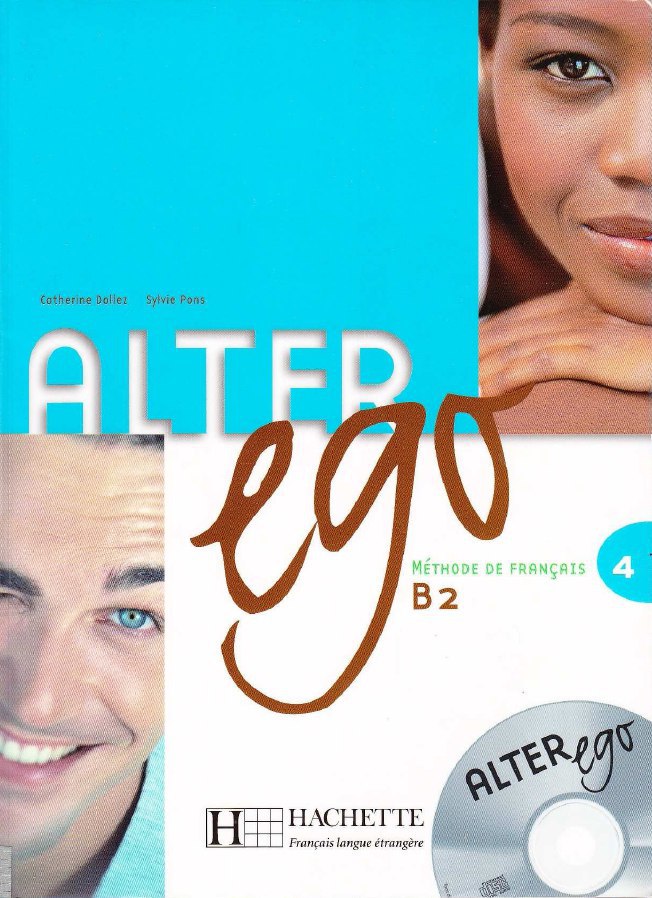 Catherine Dollez Sylvie Pons
ALTER
ego
MÉTHODE DE FRANÇAIS 4
B2
ALTER ego
H HACHETTE
Français langue étrangère